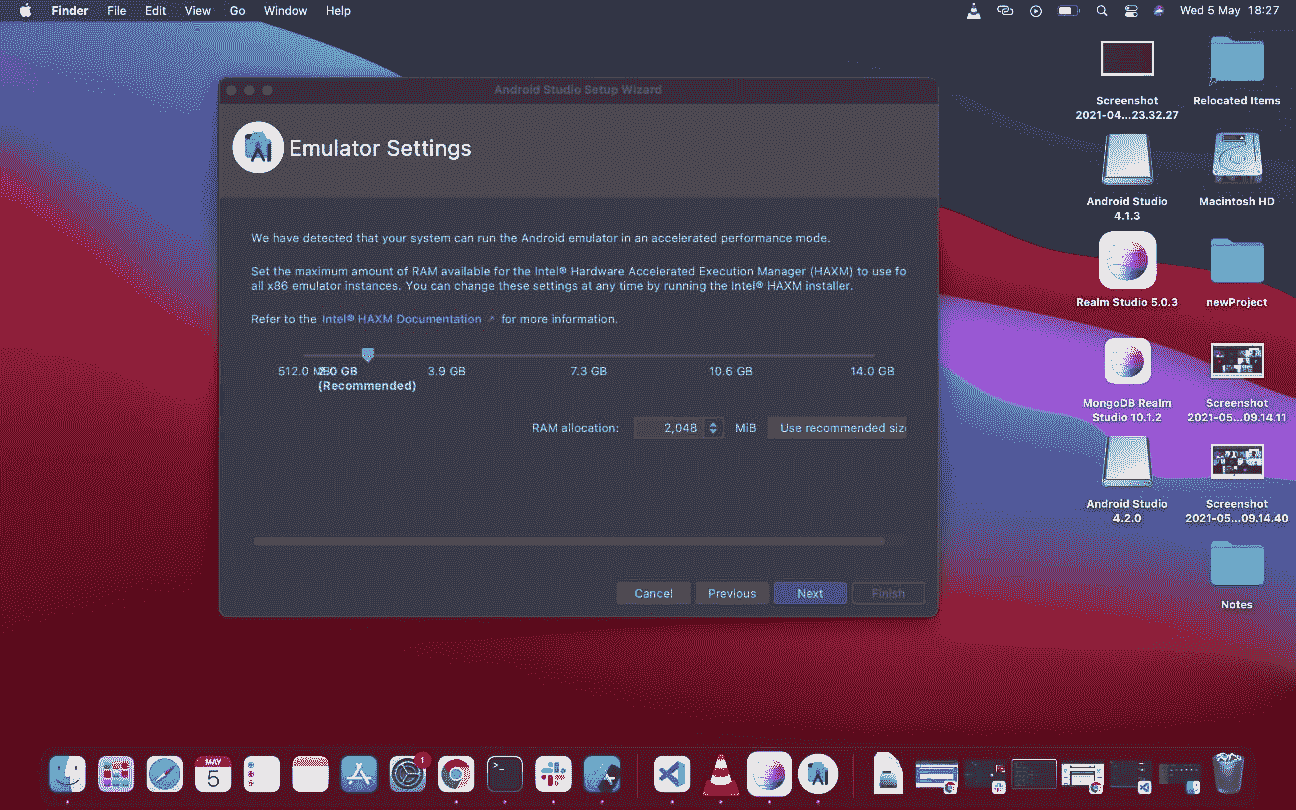 Finder File Edit View Go Window Help
Wed 5 May 18:27
Android Studio Setup Wizard
Emulator Settings
We have detected that your system can run the Android emulator in an accelerated performance mode.
Set the maximum amount of RAM available for the Intel® Hardware Accelerated Execution Manager (HAXM) to use fo
all x86 emulator instances. You can change these settings at any time by running the Intel® HAXM installer.
Refer to the Intel® HAXM Documentation ↗ for more information.
512.0 2.0 GB 3.9 GB 7.3 GB 10.6 GB 14.0 GB
(Recommended)
RAM allocation: 2,048 MiB Use recommended siz
Cancel Previous Next Finish
Screenshot
2021-04...23.32.27
Relocated Items
Android Studio
4.1.3
Macintosh HD
Realm Studio 5.0.3
newProject
MongoDB Realm
Studio 10.1.2
Screenshot
2021-05...09.14.11
Android Studio
4.2.0
Screenshot
2021-05...09.14.40
Notes
MAY
5
1